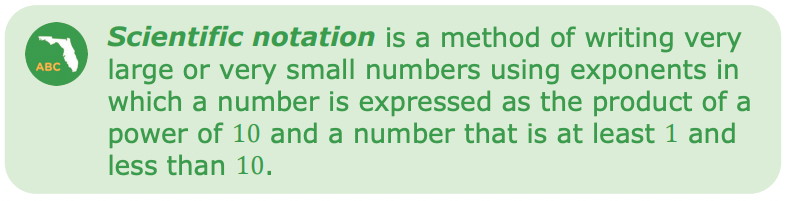 ABC
Scientific notation is a method of writing very
large or very small numbers using exponents in
which a number is expressed as the product of a
power of 10 and a number that is at least 1 and
less than 10.